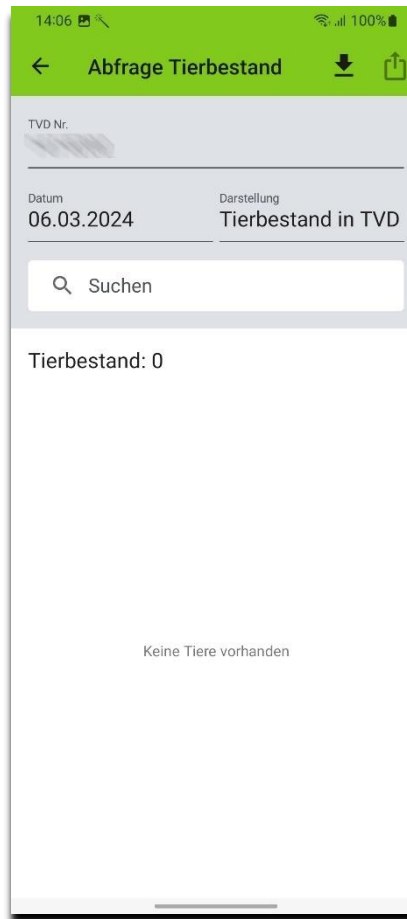 14:06 100%
Abfrage Tierbestand
TVD Nr.
Datum Darstellung
06.03.2024 Tierbestand in TVD
Suchen
Tierbestand: 0
Keine Tiere vorhanden